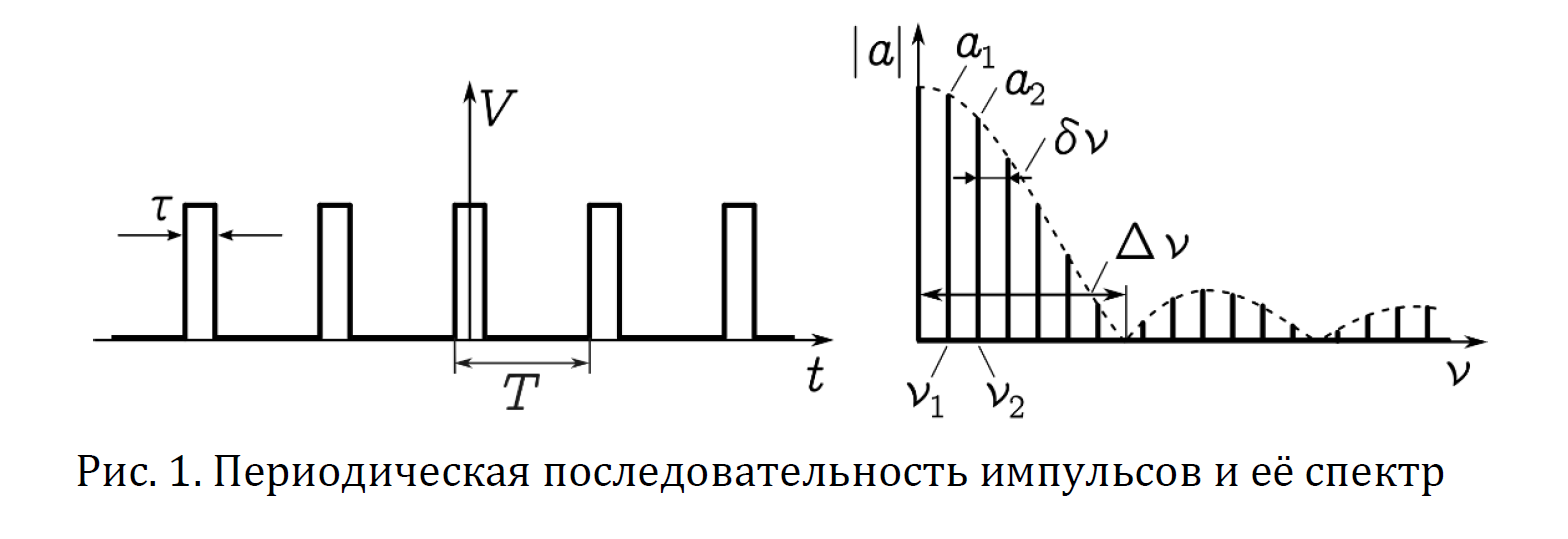 V
τ
T
t
|a|
a₁
a₂
δν
Δν
ν₁
ν₂
ν
Рис. 1. Периодическая последовательность импульсов и её спектр